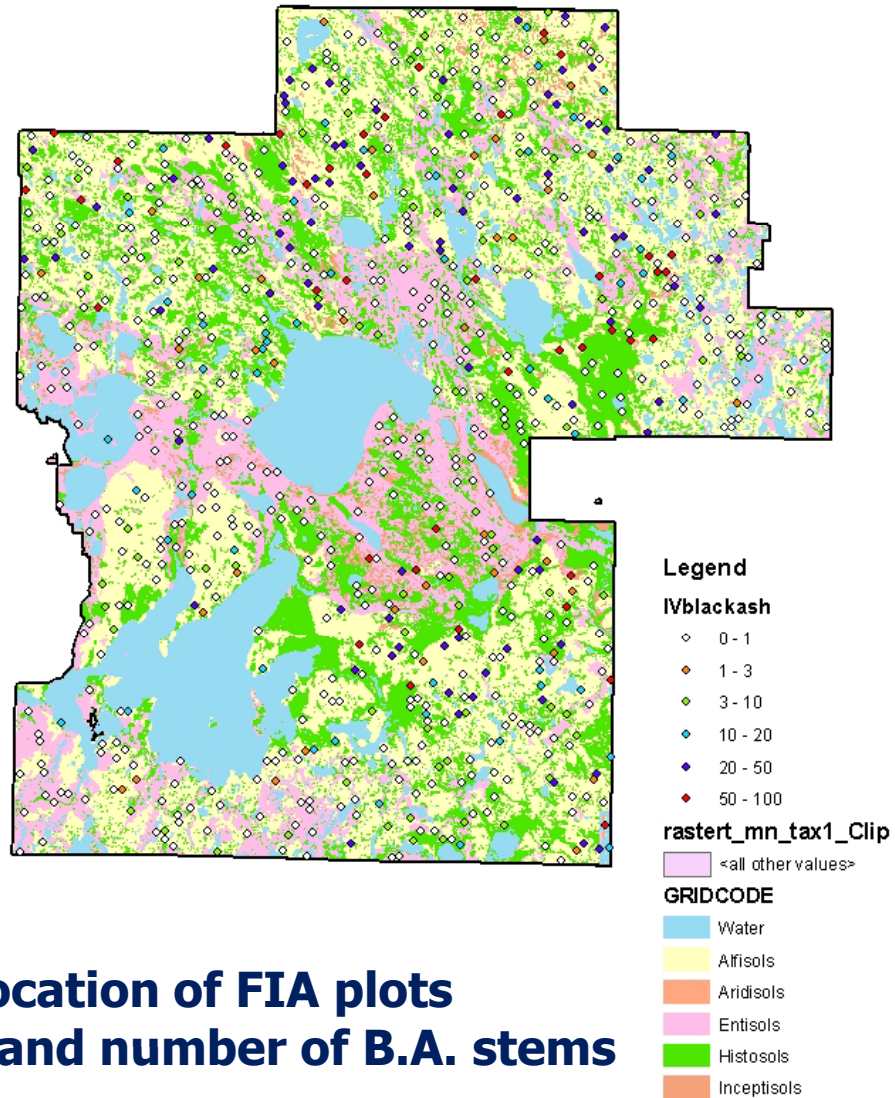 Legend
IVblackash
0 - 1
1 - 3
3 - 10
10 - 20
20 - 50
50 - 100
rastert_mn_tax1_Clip
<all other values>
GRIDCODE
Water
Alfisols
Aridisols
Entisols
Histosols
Inceptisols
ocation of FIA plots
and number of B.A. stems